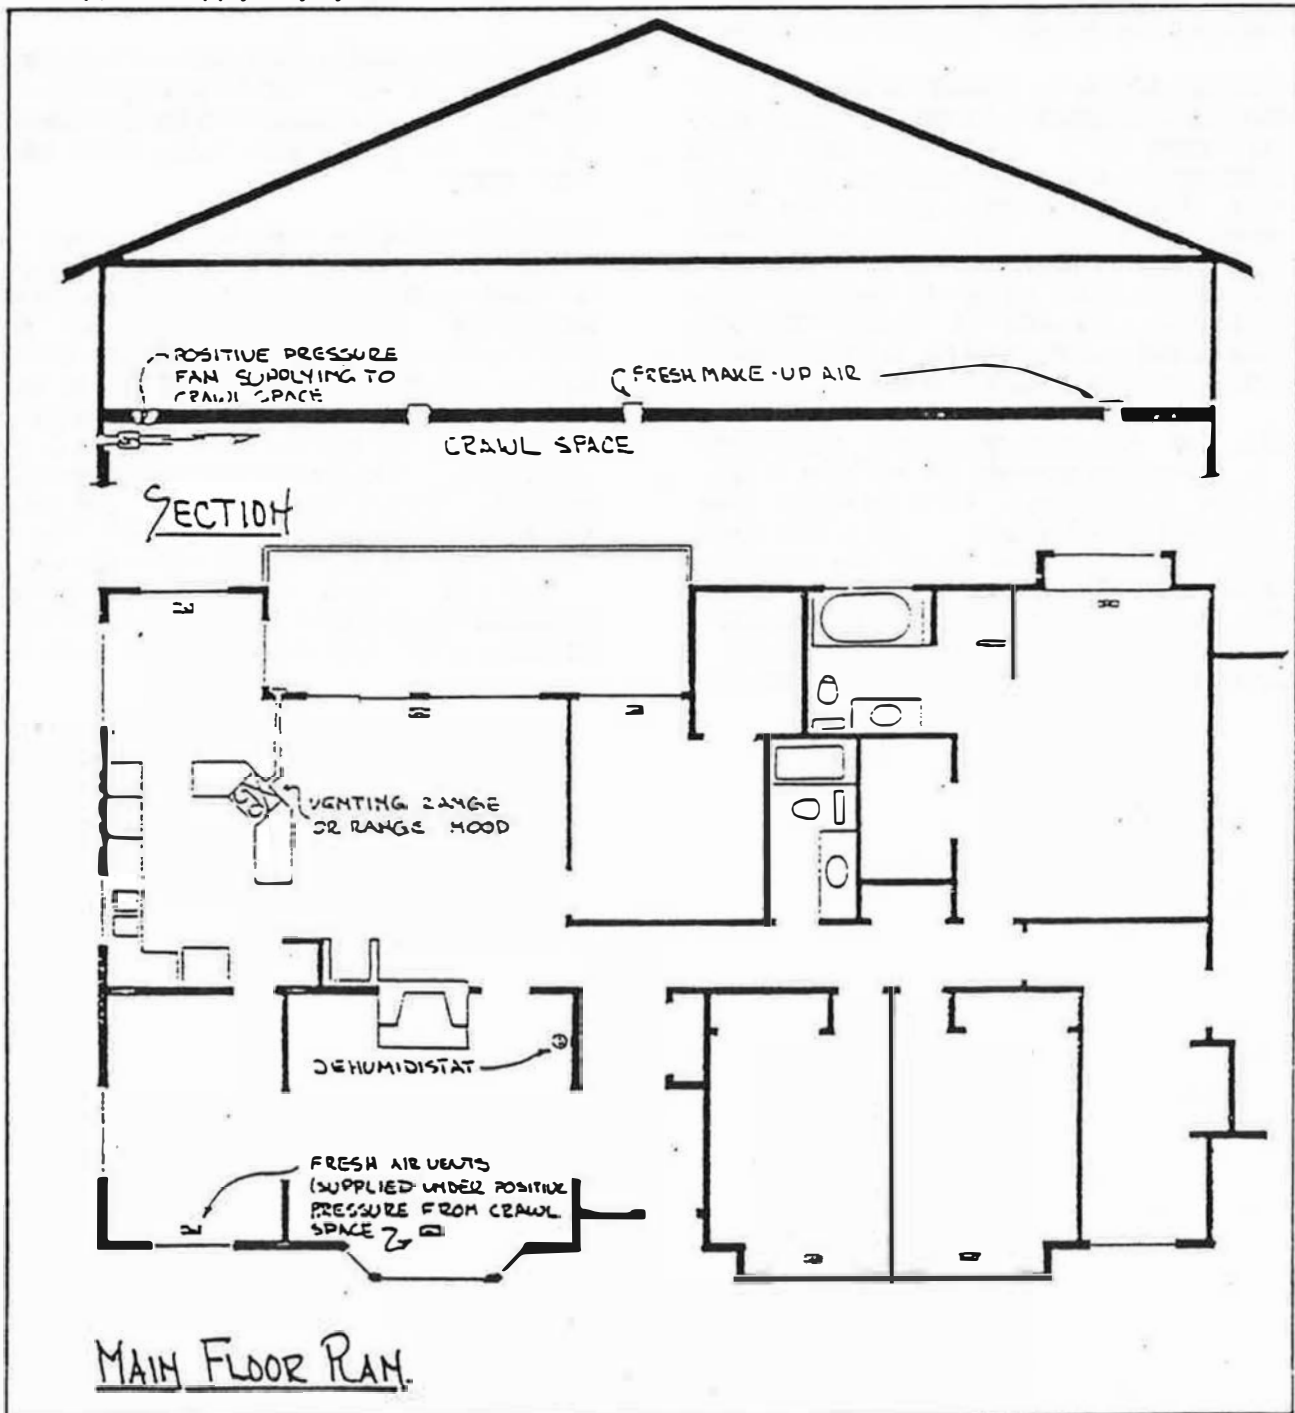 POSITIVE PRESSURE
FAN SUPPLYING TO
CRAWL SPACE
FRESH MAKE-UP AIR
CRAWL SPACE
SECTION
VENTING RANGE
OR RANGE HOOD
DEHUMIDISTAT
FRESH AIR VENTS
(SUPPLIED UNDER POSITIVE
PRESSURE FROM CRAWL
SPACE
MAIN FLOOR PLAN.